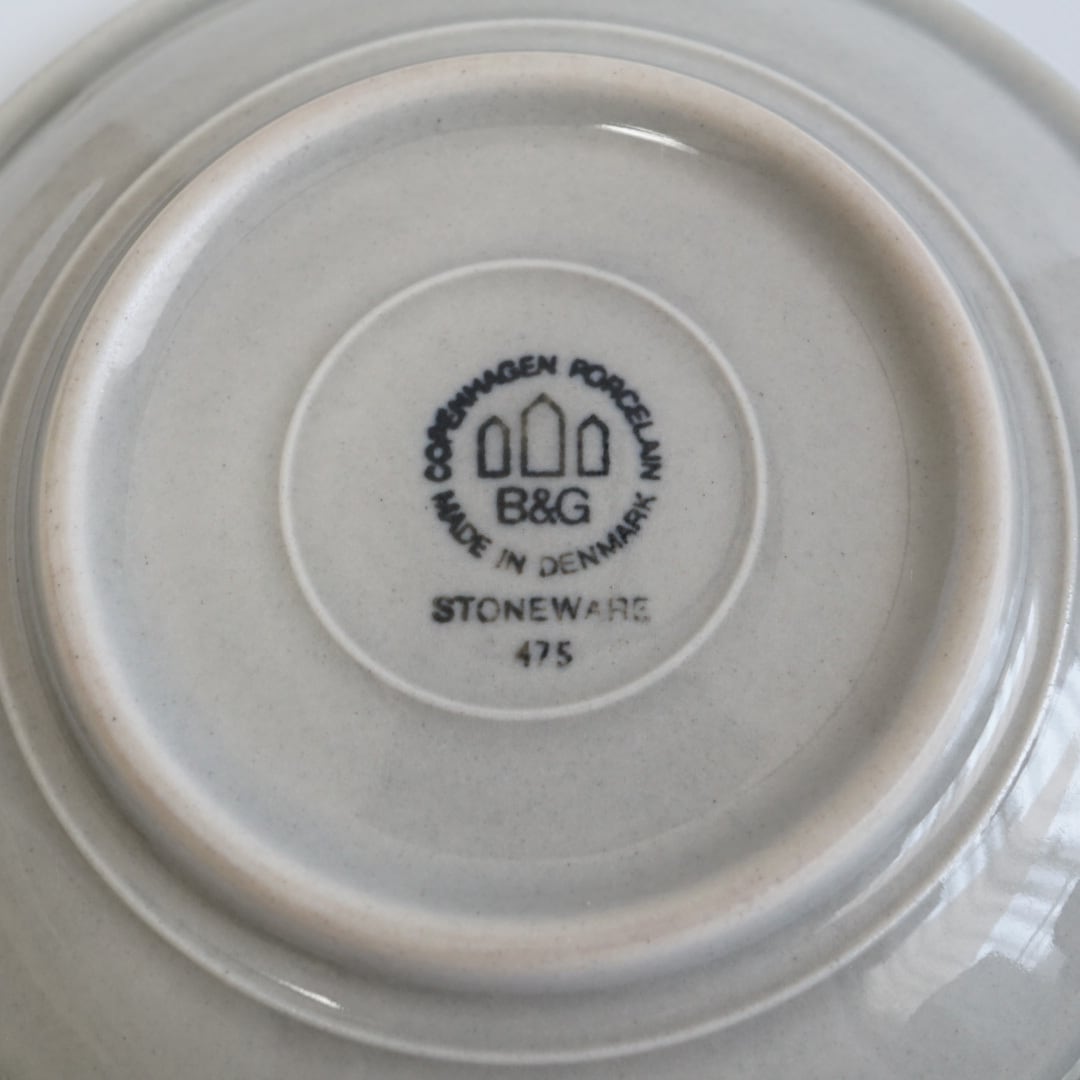 COPENHAGEN PORCELAIN
B&G
MADE IN DENMARK
STONEWARE
475